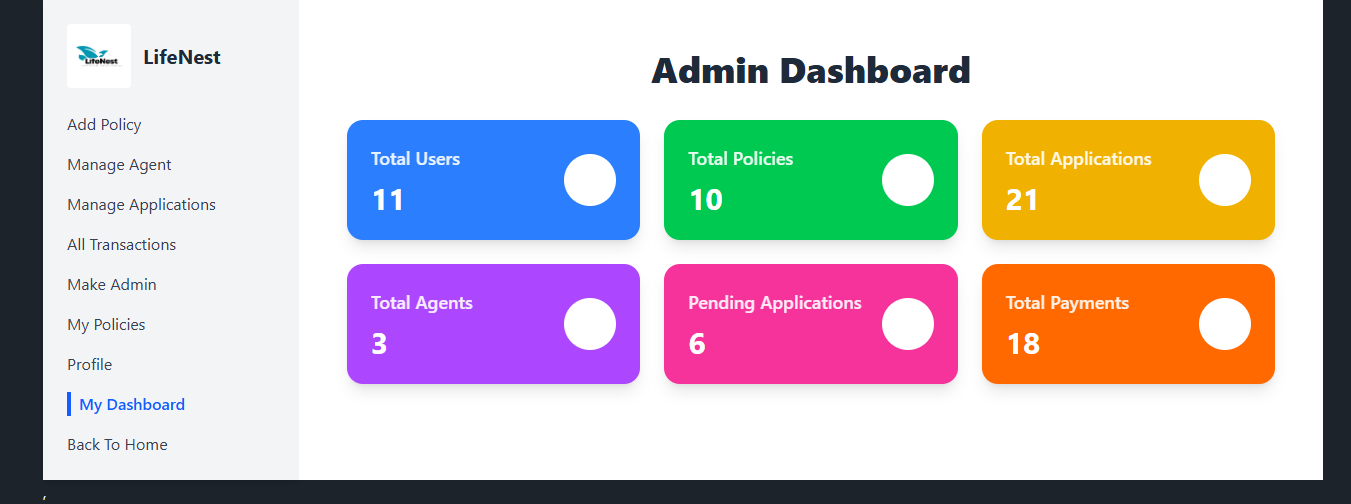 LifeNest
LifeNest
Add Policy
Manage Agent
Manage Applications
All Transactions
Make Admin
My Policies
Profile
My Dashboard
Back To Home
Admin Dashboard
Total Users
11
Total Policies
10
Total Applications
21
Total Agents
3
Pending Applications
6
Total Payments
18
,